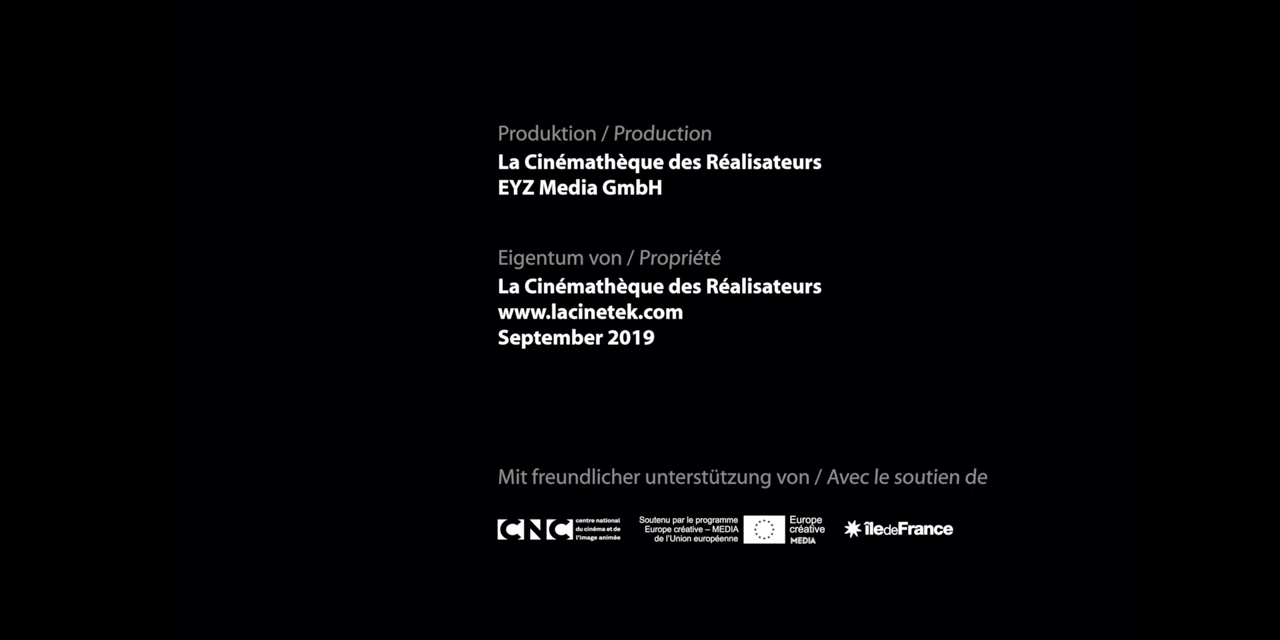 Produktion / Production
La Cinémathèque des Réalisateurs
EYZ Media GmbH
Eigentum von / Propriété
La Cinémathèque des Réalisateurs
www.lacinetek.com
September 2019
Mit freundlicher unterstützung von / Avec le soutien de
CNC
centre national
du cinéma et de
l'image animée
Soutenu par le programme
Europe créative – MEDIA
de l'Union européenne
Europe
créative
MEDIA
îledeFrance